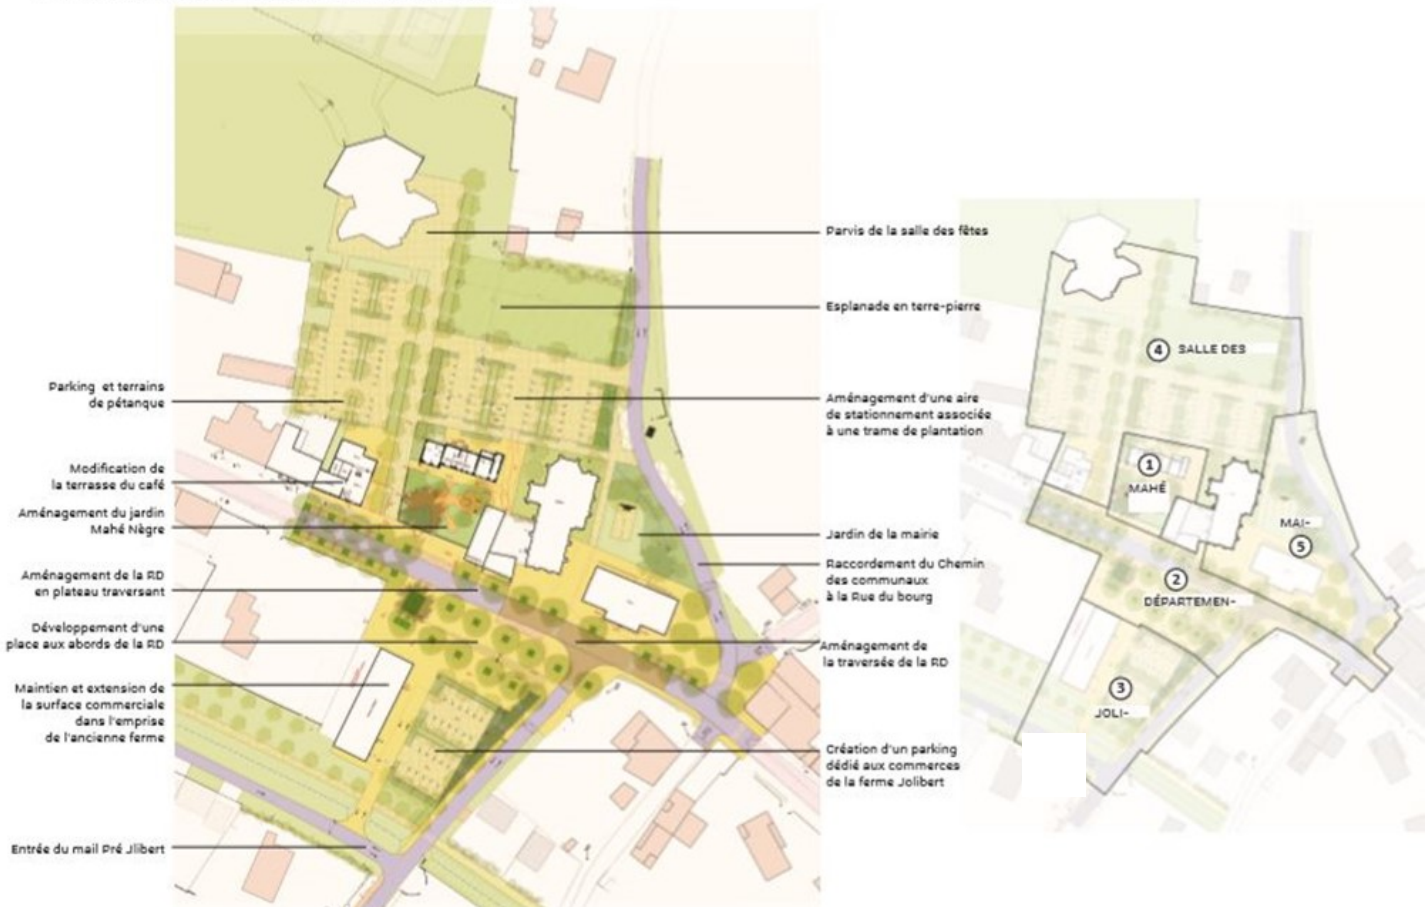 Parking et terrains
de pétanque
Modification de
la terrasse du café
Aménagement du jardin
Mahé Nègre
Aménagement de la RD
en plateau traversant
Développement d'une
place aux abords de la RD
Maintien et extension de
la surface commerciale
dans l'emprise
de l'ancienne ferme
Entrée du mail Pré Jlibert
Parvis de la salle des fêtes
Esplanade en terre-pierre
Aménagement d'une aire
de stationnement associée
à une trame de plantation
Jardin de la mairie
Raccordement du Chemin
des communaux
à la Rue du bourg
Aménagement de
la traversée de la RD
Création d'un parking
dédié aux commerces
de la ferme Jolibert
4 SALLE DES
1
MAHÉ
MAI-
5
2
DÉPARTEMEN-
3
JOLI-